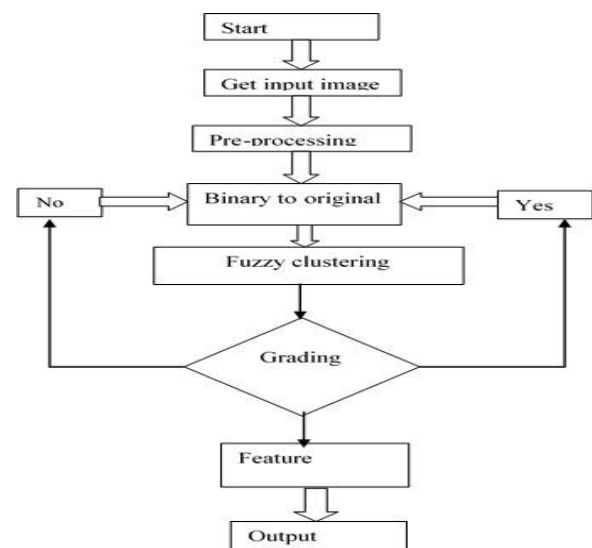 Start
Get input image
Pre-processing
No
Binary to original
Yes
Fuzzy clustering
Grading
Feature
Output